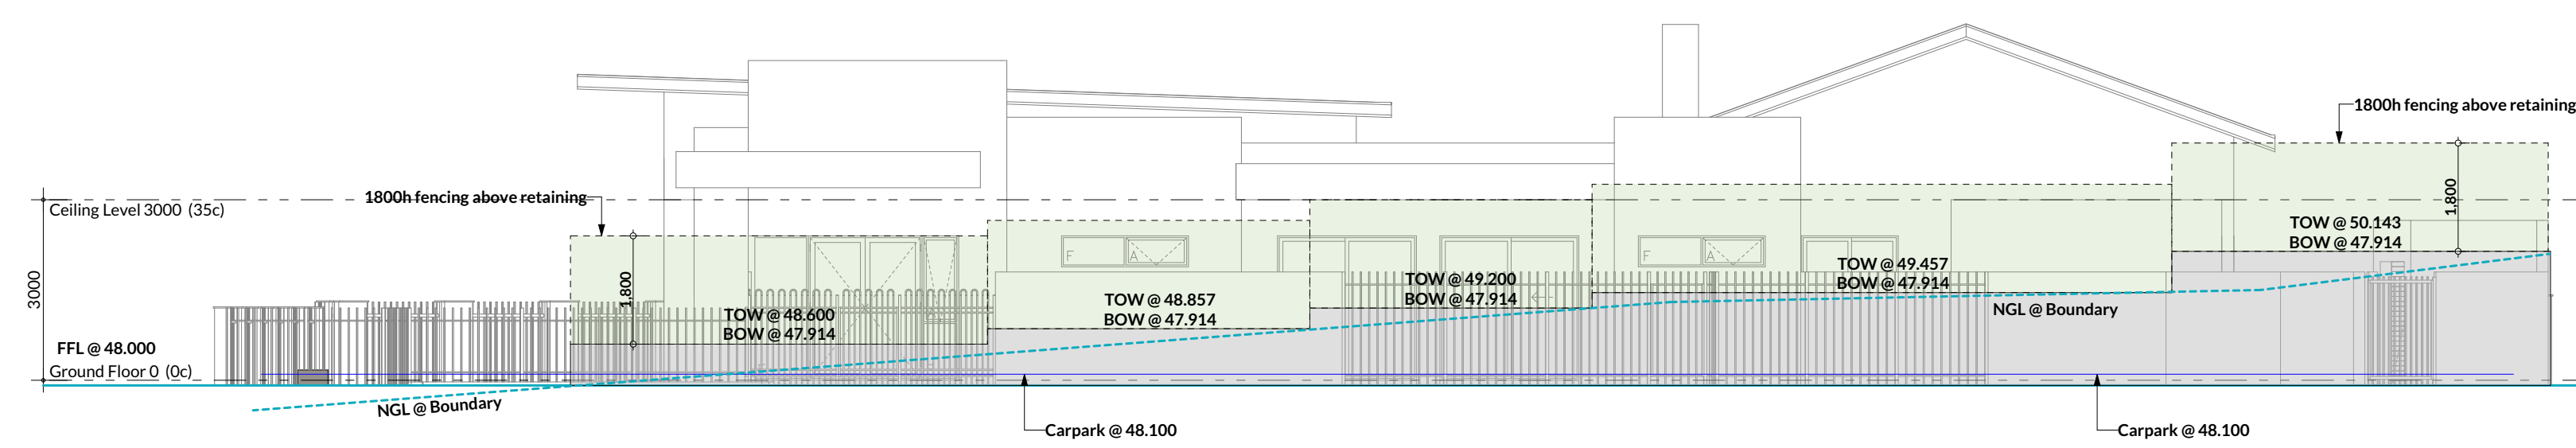 1800h fencing above retaining
1800h fencing above retaining
Ceiling Level 3000 (35c)
1,800
TOW @ 50.143
BOW @ 47.914
3000
1,800
TOW @ 49.457
BOW @ 47.914
TOW @ 49.200
BOW @ 47.914
F
A
F
A
TOW @ 48.857
BOW @ 47.914
TOW @ 48.600
BOW @ 47.914
NGL @ Boundary
FFL @ 48.000
Ground Floor 0 (0c)
NGL @ Boundary
Carpark @ 48.100
Carpark @ 48.100